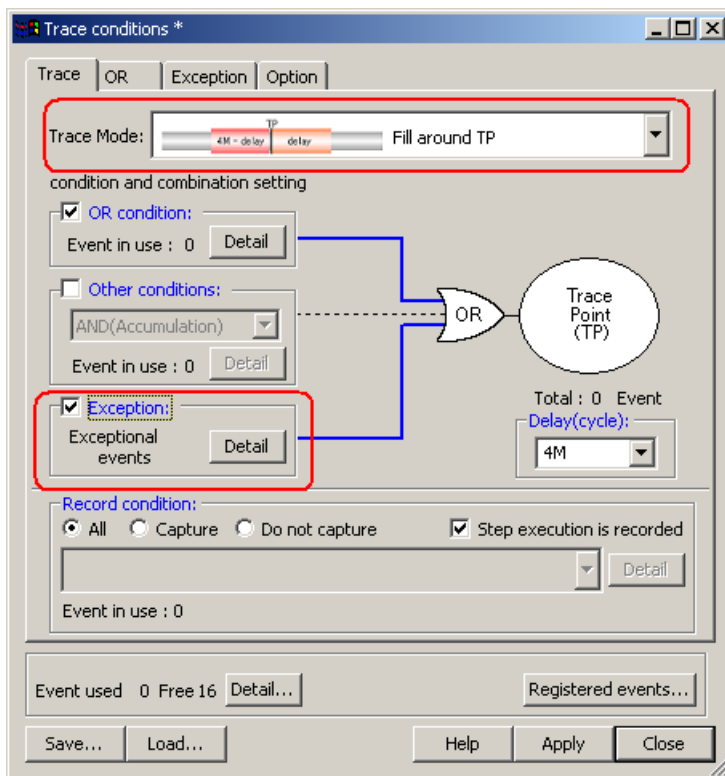 Trace conditions *
Trace OR Exception Option
Trace Mode: TP 4M - delay delay Fill around TP
condition and combination setting
OR condition:
Event in use : 0 Detail
Other conditions:
AND(Accumulation)
Event in use : 0 Detail
Exception:
Exceptional events Detail
OR
Trace
Point
(TP)
Total : 0 Event
Delay(cycle):
4M
Record condition:
All Capture Do not capture Step execution is recorded
Detail
Event in use : 0
Event used 0 Free 16 Detail... Registered events...
Save... Load... Help Apply Close